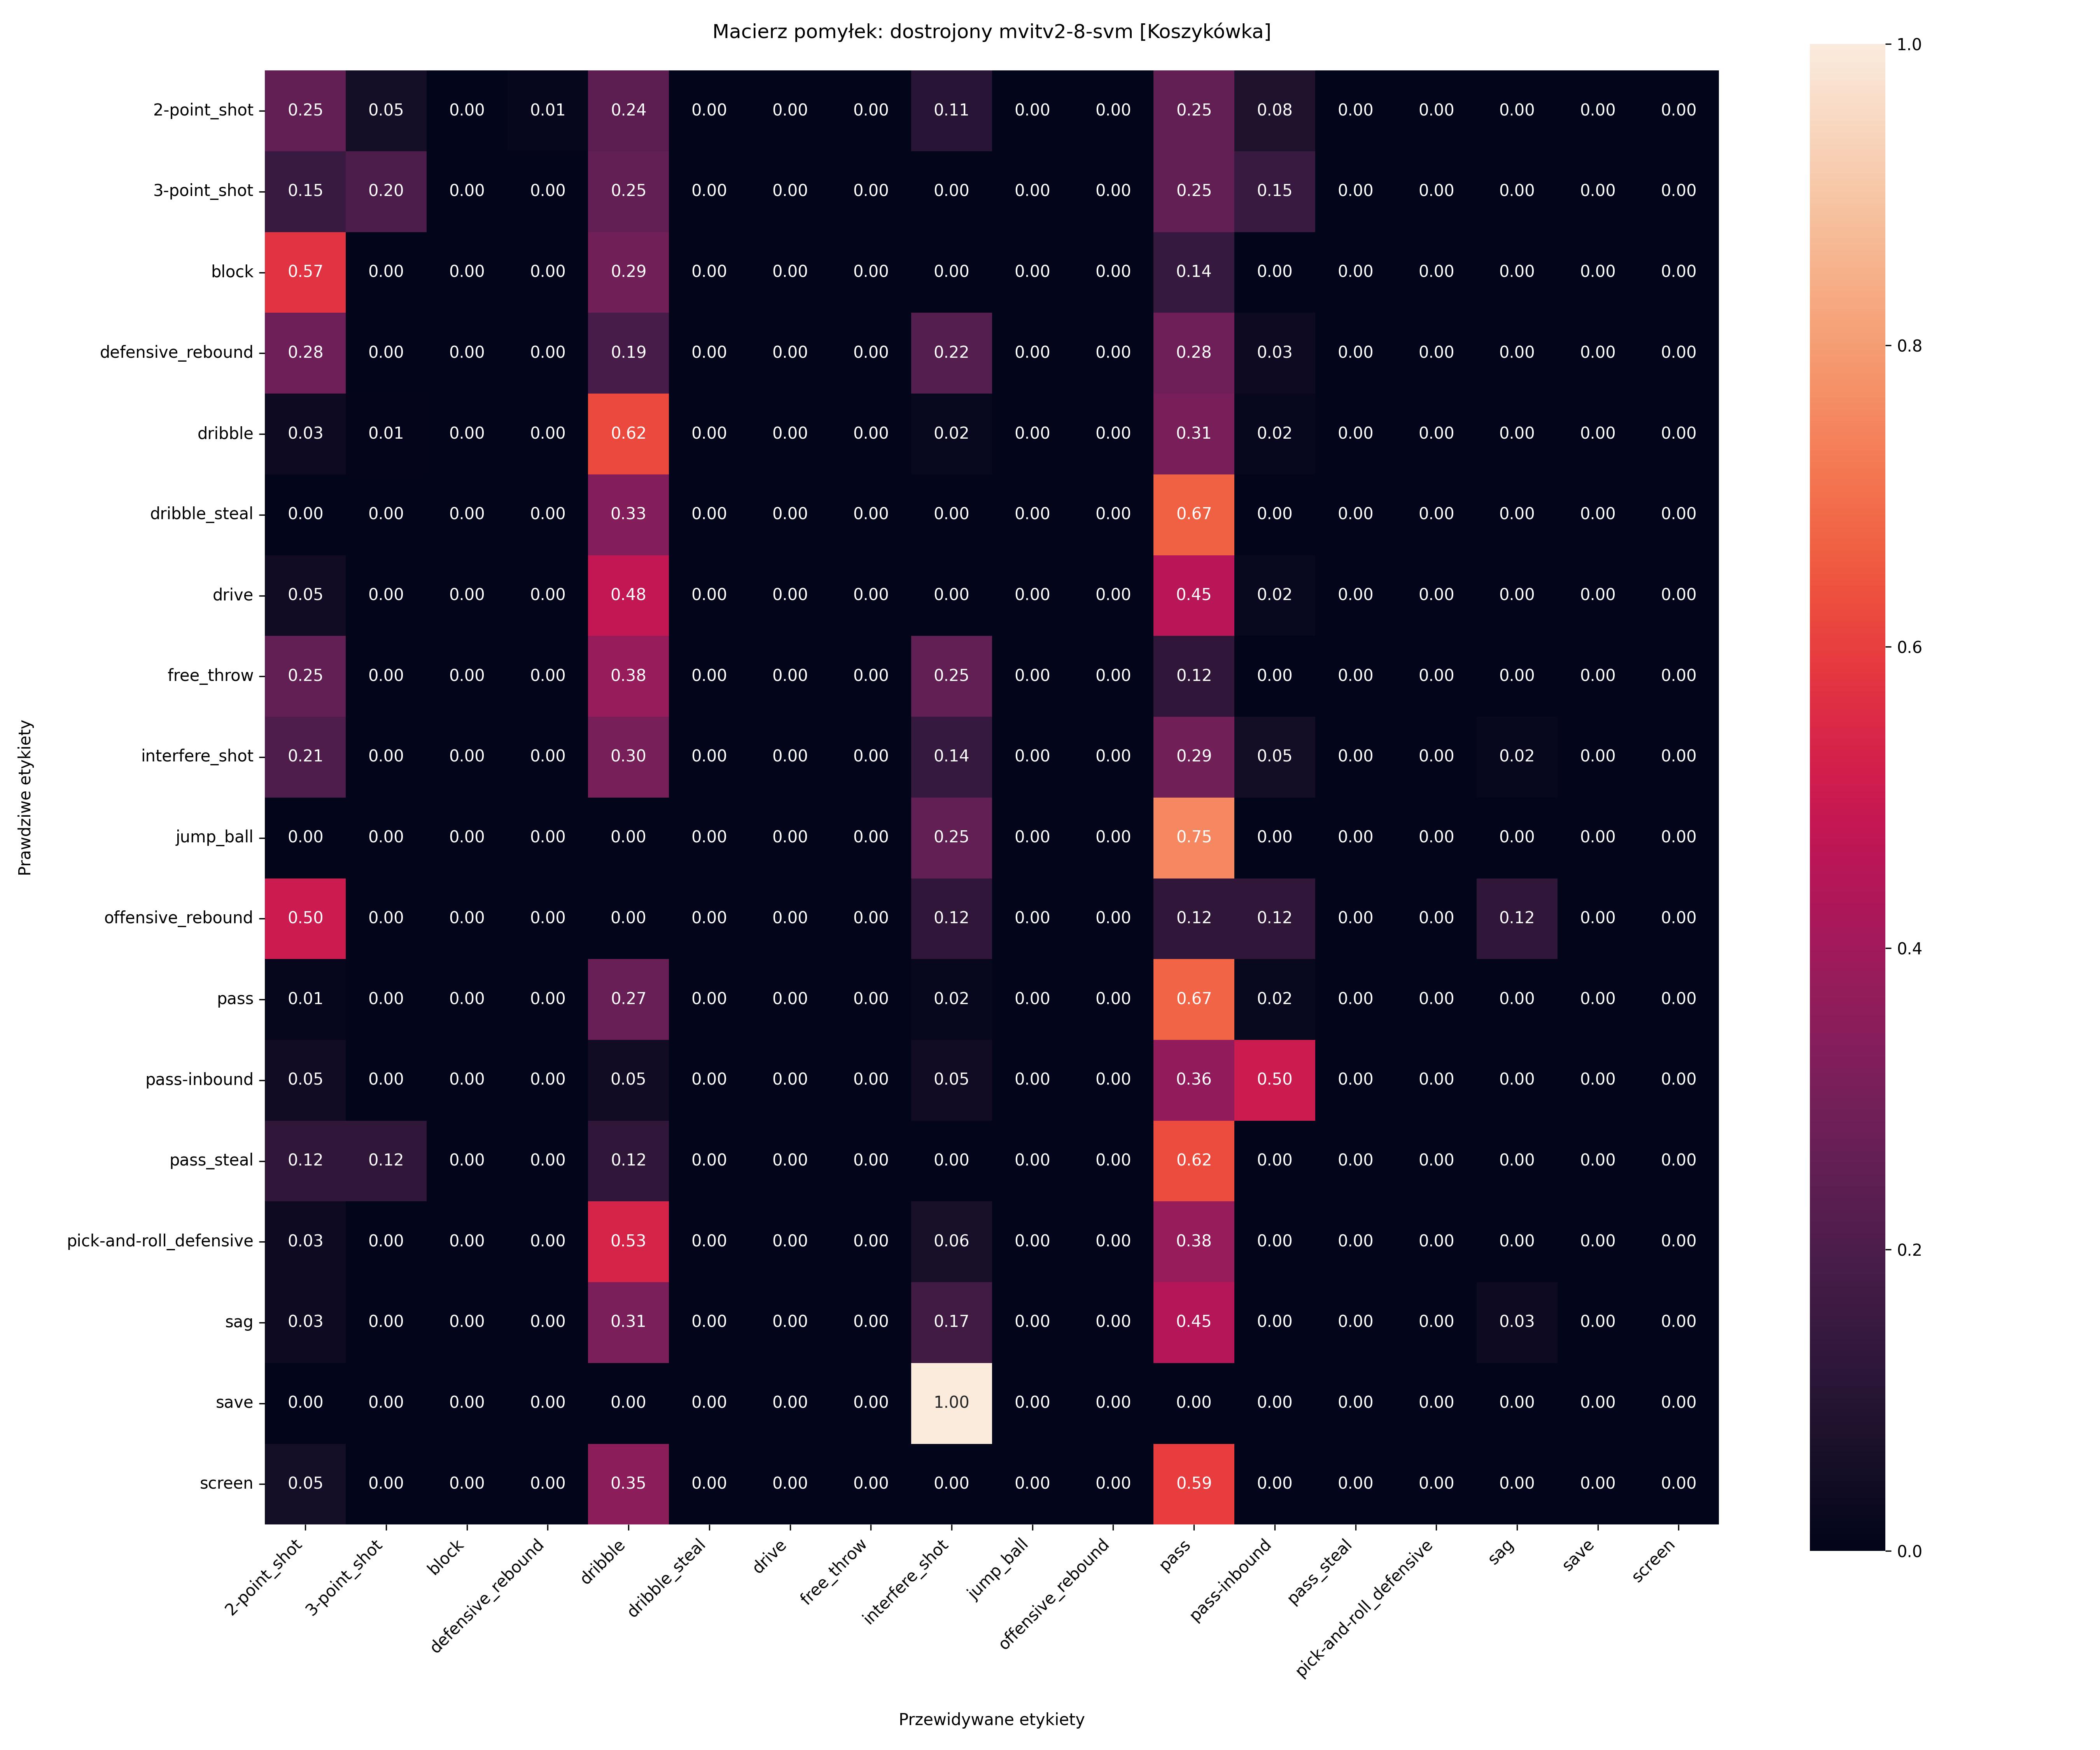 Macierz pomyłek: dostrojony mvitv2-8-svm [Koszykówka]
1.0
2-point_shot 0.25 0.05 0.00 0.01 0.24 0.00 0.00 0.00 0.11 0.00 0.00 0.25 0.08 0.00 0.00 0.00 0.00 0.00
3-point_shot 0.15 0.20 0.00 0.00 0.25 0.00 0.00 0.00 0.00 0.00 0.00 0.25 0.15 0.00 0.00 0.00 0.00 0.00
block 0.57 0.00 0.00 0.00 0.29 0.00 0.00 0.00 0.00 0.00 0.00 0.14 0.00 0.00 0.00 0.00 0.00 0.00
0.8
defensive_rebound 0.28 0.00 0.00 0.00 0.19 0.00 0.00 0.00 0.22 0.00 0.00 0.28 0.03 0.00 0.00 0.00 0.00 0.00
dribble 0.03 0.01 0.00 0.00 0.62 0.00 0.00 0.00 0.02 0.00 0.00 0.31 0.02 0.00 0.00 0.00 0.00 0.00
dribble_steal 0.00 0.00 0.00 0.00 0.33 0.00 0.00 0.00 0.00 0.00 0.00 0.67 0.00 0.00 0.00 0.00 0.00 0.00
drive 0.05 0.00 0.00 0.00 0.48 0.00 0.00 0.00 0.00 0.00 0.00 0.45 0.02 0.00 0.00 0.00 0.00 0.00
0.6
free_throw 0.25 0.00 0.00 0.00 0.38 0.00 0.00 0.00 0.25 0.00 0.00 0.12 0.00 0.00 0.00 0.00 0.00 0.00
interfere_shot 0.21 0.00 0.00 0.00 0.30 0.00 0.00 0.00 0.14 0.00 0.00 0.29 0.05 0.00 0.00 0.02 0.00 0.00
Prawdziwe etykiety
jump_ball 0.00 0.00 0.00 0.00 0.00 0.00 0.00 0.00 0.25 0.00 0.00 0.75 0.00 0.00 0.00 0.00 0.00 0.00
offensive_rebound 0.50 0.00 0.00 0.00 0.00 0.00 0.00 0.00 0.12 0.00 0.00 0.12 0.12 0.00 0.00 0.12 0.00 0.00
0.4
pass 0.01 0.00 0.00 0.00 0.27 0.00 0.00 0.00 0.02 0.00 0.00 0.67 0.02 0.00 0.00 0.00 0.00 0.00
pass-inbound 0.05 0.00 0.00 0.00 0.05 0.00 0.00 0.00 0.05 0.00 0.00 0.36 0.50 0.00 0.00 0.00 0.00 0.00
pass_steal 0.12 0.12 0.00 0.00 0.12 0.00 0.00 0.00 0.00 0.00 0.00 0.62 0.00 0.00 0.00 0.00 0.00 0.00
pick-and-roll_defensive 0.03 0.00 0.00 0.00 0.53 0.00 0.00 0.00 0.06 0.00 0.00 0.38 0.00 0.00 0.00 0.00 0.00 0.00
0.2
sag 0.03 0.00 0.00 0.00 0.31 0.00 0.00 0.00 0.17 0.00 0.00 0.45 0.00 0.00 0.00 0.03 0.00 0.00
save 0.00 0.00 0.00 0.00 0.00 0.00 0.00 0.00 1.00 0.00 0.00 0.00 0.00 0.00 0.00 0.00 0.00 0.00
screen 0.05 0.00 0.00 0.00 0.35 0.00 0.00 0.00 0.00 0.00 0.00 0.59 0.00 0.00 0.00 0.00 0.00 0.00
0.0
2-point_shot
3-point_shot
block
defensive_rebound
dribble
dribble_steal
drive
free_throw
interfere_shot
jump_ball
offensive_rebound
pass
pass-inbound
pass_steal
pick-and-roll_defensive
sag
save
screen
Przewidywane etykiety